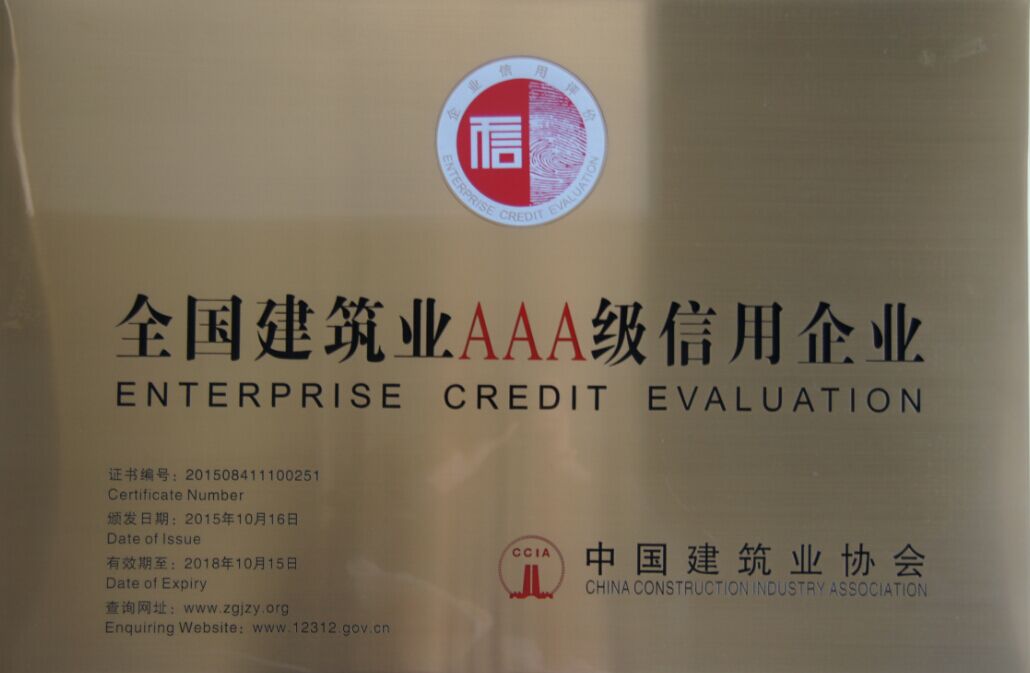 企业信用评价
信
ENTERPRISE CREDIT EVALUATION
全国建筑业AAA级信用企业
ENTERPRISE CREDIT EVALUATION
证书编号：201508411100251
Certificate Number
颁发日期：2015年10月16日
Date of Issue
有效期至：2018年10月15日
Date of Expiry
查询网址：www.zgjzy.org
Enquiring Website：www.12312.gov.cn
CCIA
中国建筑业协会
CHINA CONSTRUCTION INDUSTRY ASSOCIATION